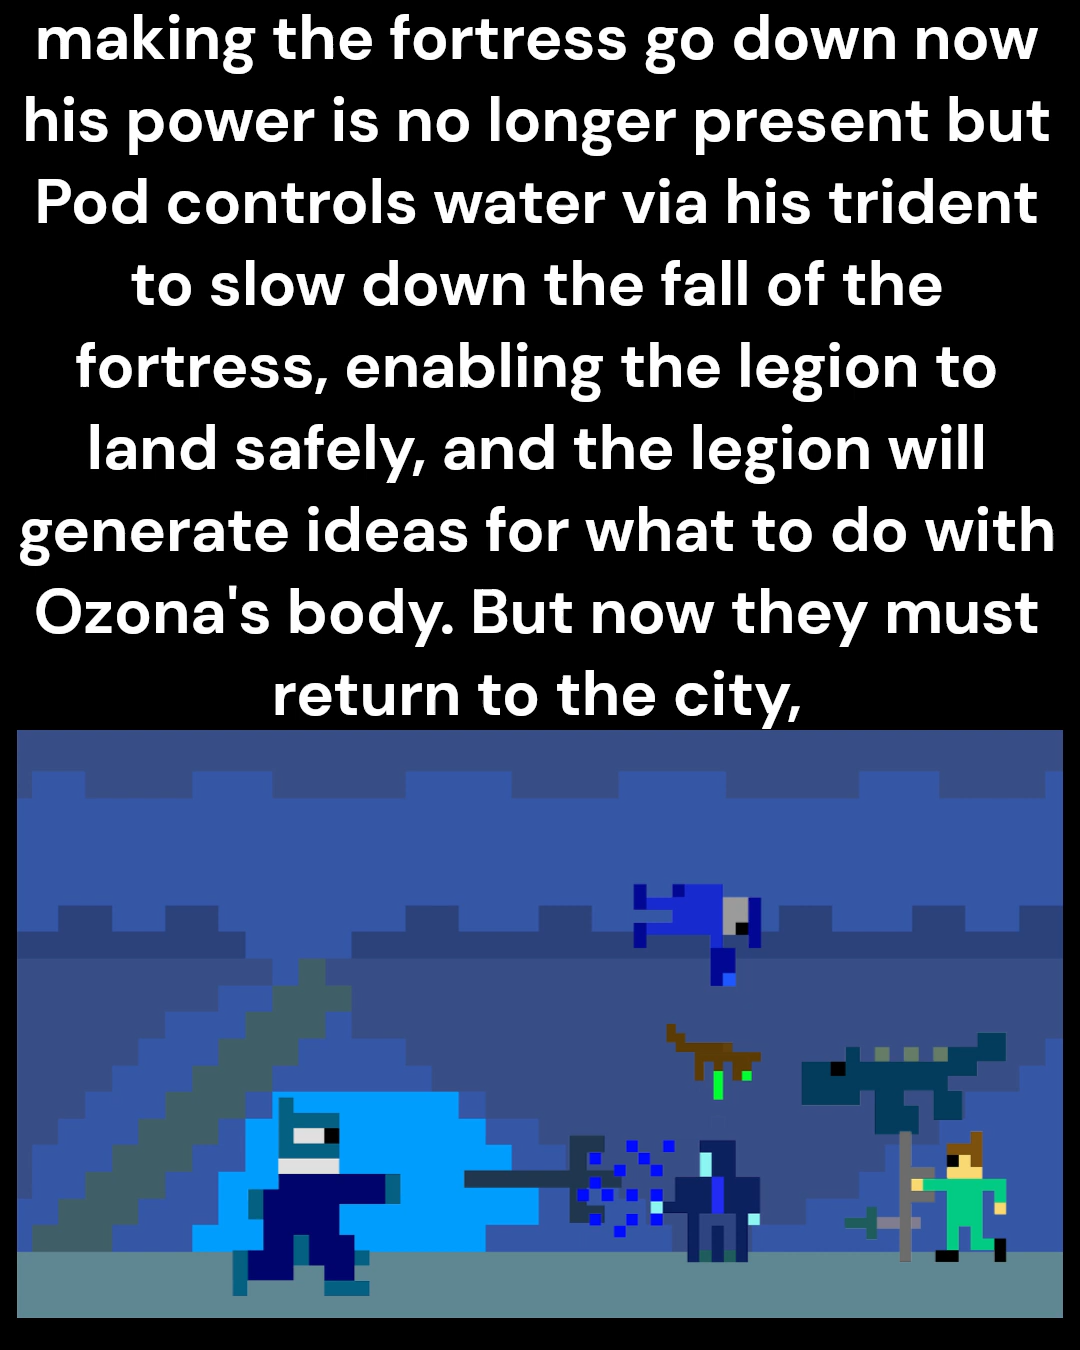 making the fortress go down now
his power is no longer present but
Pod controls water via his trident
to slow down the fall of the
fortress, enabling the legion to
land safely, and the legion will
generate ideas for what to do with
Ozona's body. But now they must
return to the city,